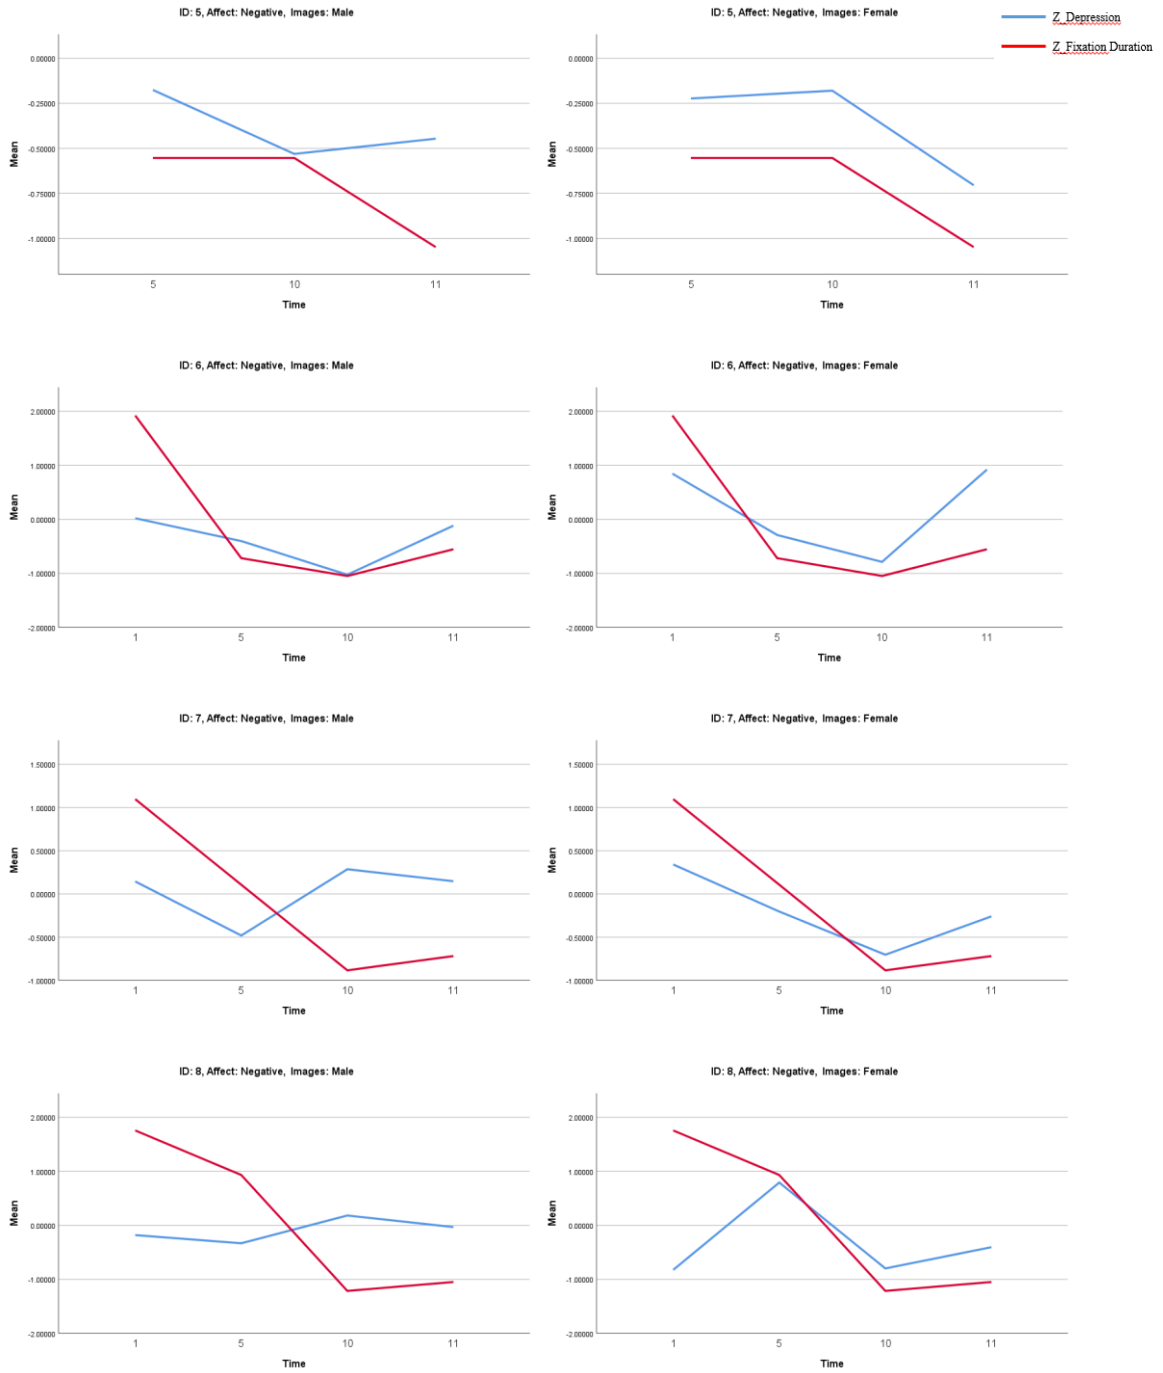 ID: 5, Affect: Negative, Images: Male
ID: 5, Affect: Negative, Images: Female
Z_Depression
Z_Fixation Duration
0.00000
-0.25000
-0.50000
-0.75000
-1.00000
Mean
5 10 11
Time
0.00000
-0.25000
-0.50000
-0.75000
-1.00000
Mean
5 10 11
Time
ID: 6, Affect: Negative, Images: Male
2.00000
1.00000
0.00000
-1.00000
-2.00000
Mean
1 5 10 11
Time
ID: 6, Affect: Negative, Images: Female
2.00000
1.00000
0.00000
-1.00000
-2.00000
Mean
1 5 10 11
Time
ID: 7, Affect: Negative, Images: Male
1.50000
1.00000
0.50000
0.00000
-0.50000
-1.00000
Mean
1 5 10 11
Time
ID: 7, Affect: Negative, Images: Female
1.50000
1.00000
0.50000
0.00000
-0.50000
-1.00000
Mean
1 5 10 11
Time
ID: 8, Affect: Negative, Images: Male
2.00000
1.00000
0.00000
-1.00000
-2.00000
Mean
1 5 10 11
Time
ID: 8, Affect: Negative, Images: Female
2.00000
1.00000
0.00000
-1.00000
-2.00000
Mean
1 5 10 11
Time